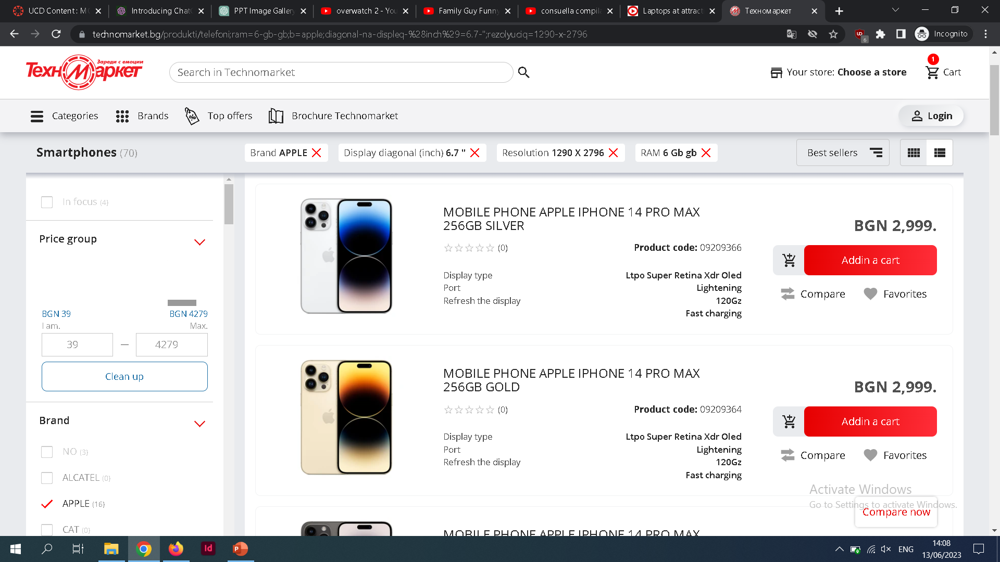 UCD Content: M
Introducing Chat
PPT Image Gallery
overwatch 2 - You
Family Guy Funny
consuella compila
Laptops at attract
Техномаркет
technomarket.bg/produkti/telefoni;ram=6-gb-gb;b=apple;diagonal-na-displeq-%28inch%29=6.7-";rezolyuciq=1290-x-2796
6
Incognito
Зареди с емоции
ТехноМаркет
Search in Technomarket
Your store: Choose a store
1
Cart
Categories
Brands
Top offers
Brochure Technomarket
Login
Smartphones (70)
Brand APPLE
Display diagonal (inch) 6.7 "
Resolution 1290 X 2796
RAM 6 Gb gb
Best sellers
In focus (4)
Price group
BGN 39
BGN 4279
I am.
Max.
39 — 4279
Clean up
Brand
NO (3)
ALCATEL (0)
APPLE (16)
CAT (0)
MOBILE PHONE APPLE IPHONE 14 PRO MAX
256GB SILVER
(0)
Product code: 09209366
Display type Ltpo Super Retina Xdr Oled
Port Lightening
Refresh the display 120Gz
Fast charging
BGN 2,999.
Addin a cart
Compare
Favorites
MOBILE PHONE APPLE IPHONE 14 PRO MAX
256GB GOLD
(0)
Product code: 09209364
Display type Ltpo Super Retina Xdr Oled
Port Lightening
Refresh the display 120Gz
Fast charging
BGN 2,999.
Addin a cart
Compare
Favorites
MOBILE PHONE APPLE IPHONE 14 PRO MAX
Activate Windows
Go to Settings to activate Windows.
Compare now
Id
P
ENG
14:08
13/06/2023